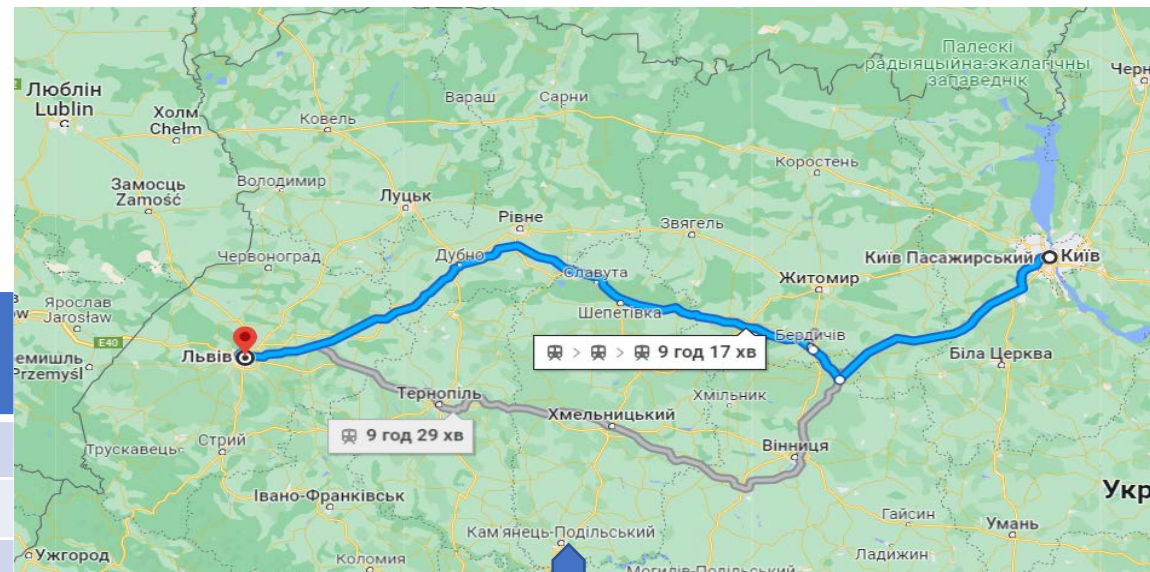 Палескі
радыяцыйна-экалагічны
запаведнік
Люблін
Lublin
Вараш
Сарни
Холм
Chełm
Ковель
Коростень
Замосць
Zamość
Володимир
Луцьк
Рівне
Звягель
Червоноград
Дубно
Славута
Київ Пасажирський
Київ
Житомир
Ярослав
Jarosław
Шепетівка
E40
Львів
Бердичів
9 год 17 хв
Біла Церква
Przemyśl
Тернопіль
Хмільник
Хмельницький
9 год 29 хв
Трускавець
Стрий
Вінниця
Івано-Франківськ
Гайсин
Умань
Кам'янець-Подільський
Ужгород
Коломия
Ладижин
Могилів-Подільський